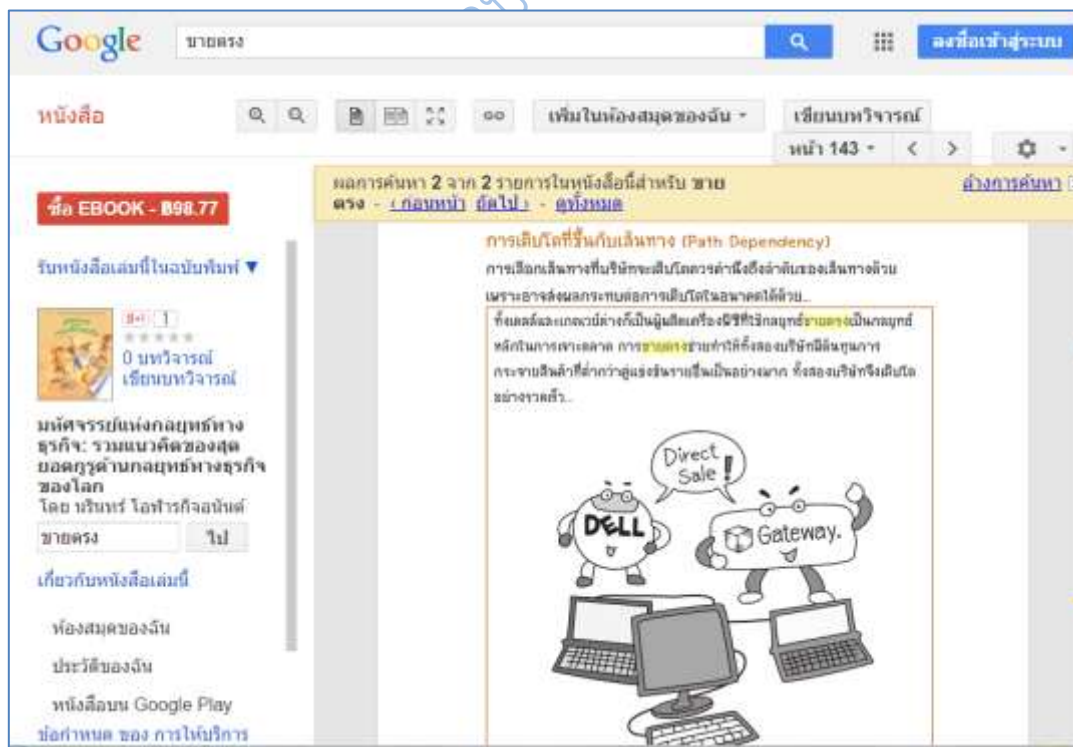 Google
ขายตรง
ลงชื่อเข้าสู่ระบบ
หนังสือ
เพิ่มในห้องสมุดของฉัน
เขียนบทวิจารณ์
หน้า 143
ซื้อ EBOOK - ฿98.77
รับหนังสือเล่มนี้ในฉบับพิมพ์ ▼
1
0 บทวิจารณ์
เขียนบทวิจารณ์
มหัศจรรย์แห่งกลยุทธ์ทาง
ธุรกิจ: รวมแนวคิดของสุด
ยอดกูรูด้านกลยุทธ์ทางธุรกิจ
ของโลก
โดย นรินทร์ โอฬารกิจอนันต์
ขายตรง
ไป
เกี่ยวกับหนังสือเล่มนี้
ห้องสมุดของฉัน
ประวัติของฉัน
หนังสือบน Google Play
ข้อกำหนด ของ การให้บริการ
ผลการค้นหา 2 จาก 2 รายการในหนังสือนี้สำหรับ ขาย
ตรง - ‹ ก่อนหน้า ถัดไป › - ดูทั้งหมด
ล้างการค้นหา
การเติบโตที่ขึ้นกับเส้นทาง (Path Dependency)
การเลือกเส้นทางที่บริษัทจะเติบโตควรคำนึงถึงลำดับของเส้นทางด้วย
เพราะอาจส่งผลกระทบต่อการเติบโตในอนาคตได้ด้วย..
ทั้งเดลล์และเกตเวย์ต่างก็เป็นผู้ผลิตเครื่องพีซีที่ใช้กลยุทธ์ขายตรงเป็นกลยุทธ์
หลักในการเจาะตลาด การขายตรงช่วยทำให้ทั้งสองบริษัทมีต้นทุนการ
กระจายสินค้าที่ต่ำกว่าคู่แข่งขันรายอื่นเป็นอย่างมาก ทั้งสองบริษัทจึงเติบโต
อย่างรวดเร็ว..
Direct
Sale !
DELL
Gateway.